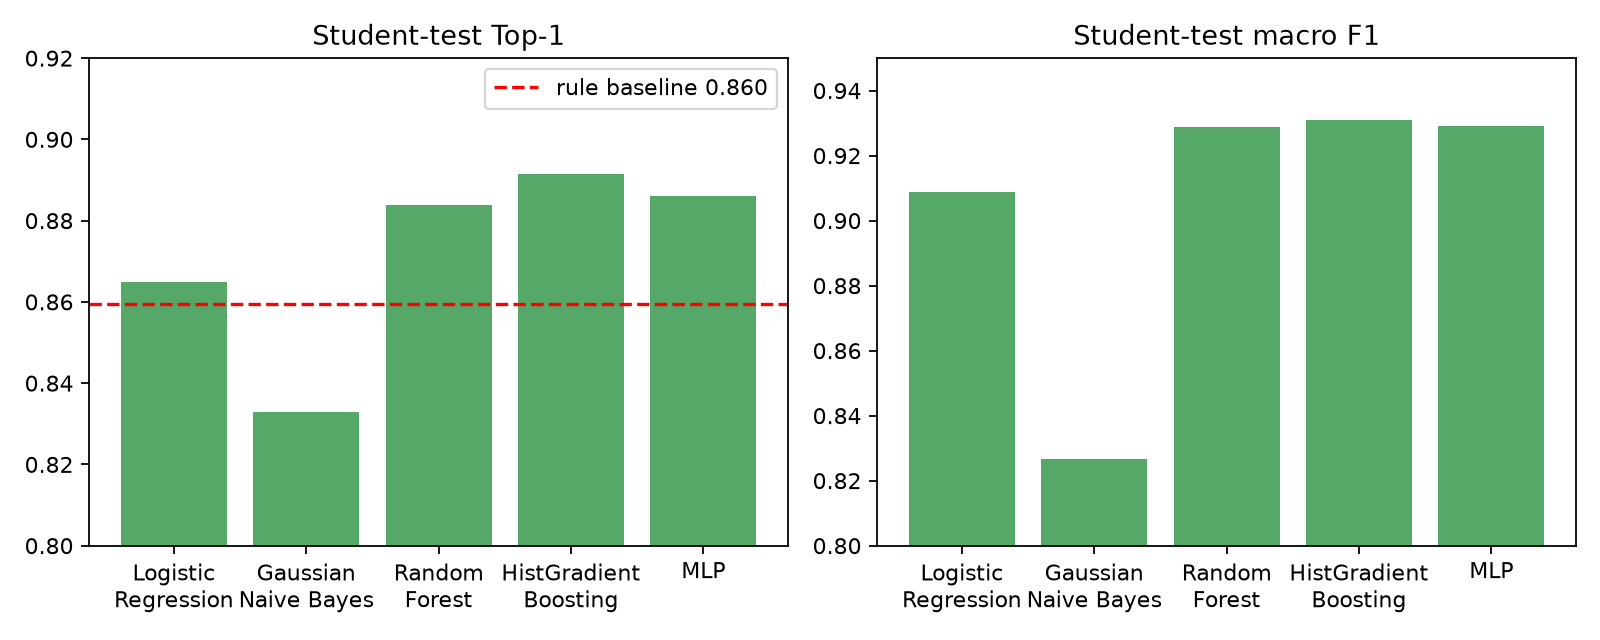 Student-test Top-1
0.92
0.90
0.88
0.86
0.84
0.82
0.80
rule baseline 0.860
Logistic
Regression
Gaussian
Naive Bayes
Random
Forest
HistGradient
Boosting
MLP
Student-test macro F1
0.94
0.92
0.90
0.88
0.86
0.84
0.82
0.80
Logistic
Regression
Gaussian
Naive Bayes
Random
Forest
HistGradient
Boosting
MLP